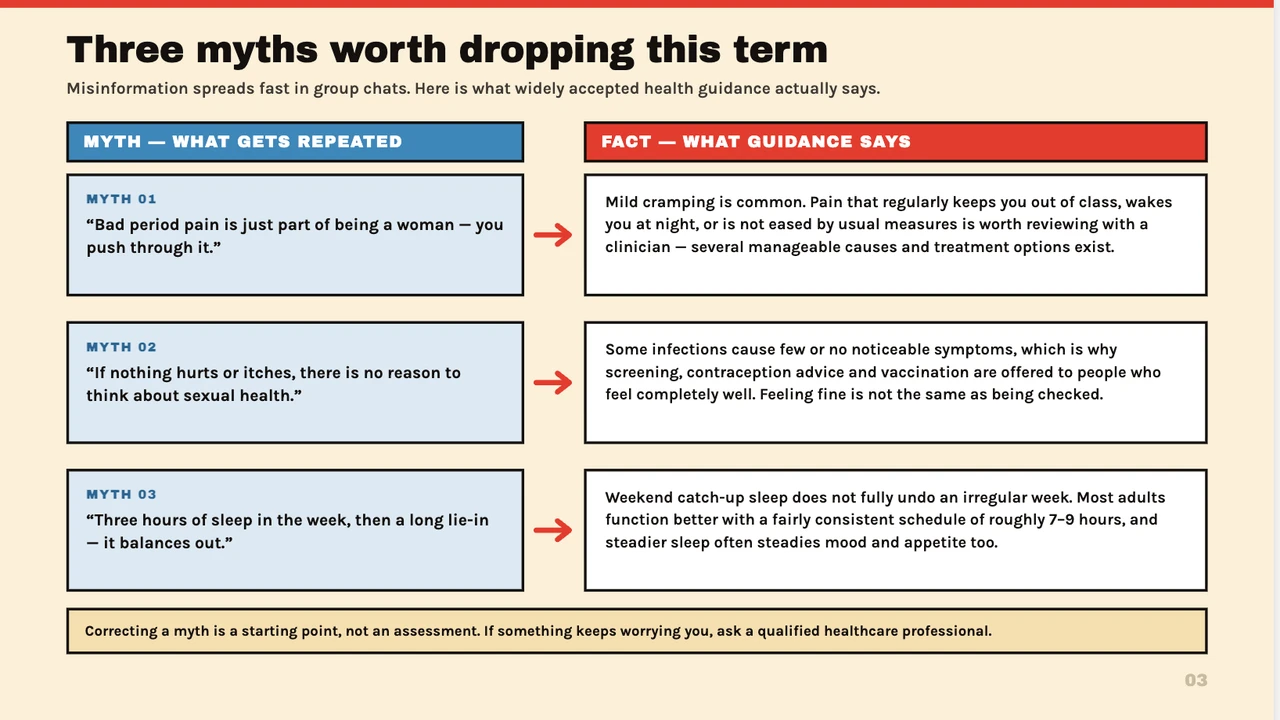 Three myths worth dropping this term
Misinformation spreads fast in group chats. Here is what widely accepted health guidance actually says.
MYTH — WHAT GETS REPEATED
FACT — WHAT GUIDANCE SAYS
MYTH 01
“Bad period pain is just part of being a woman — you
push through it.”
Mild cramping is common. Pain that regularly keeps you out of class, wakes
you at night, or is not eased by usual measures is worth reviewing with a
clinician — several manageable causes and treatment options exist.
MYTH 02
“If nothing hurts or itches, there is no reason to
think about sexual health.”
Some infections cause few or no noticeable symptoms, which is why
screening, contraception advice and vaccination are offered to people who
feel completely well. Feeling fine is not the same as being checked.
MYTH 03
“Three hours of sleep in the week, then a long lie-in
— it balances out.”
Weekend catch-up sleep does not fully undo an irregular week. Most adults
function better with a fairly consistent schedule of roughly 7–9 hours, and
steadier sleep often steadies mood and appetite too.
Correcting a myth is a starting point, not an assessment. If something keeps worrying you, ask a qualified healthcare professional.
03